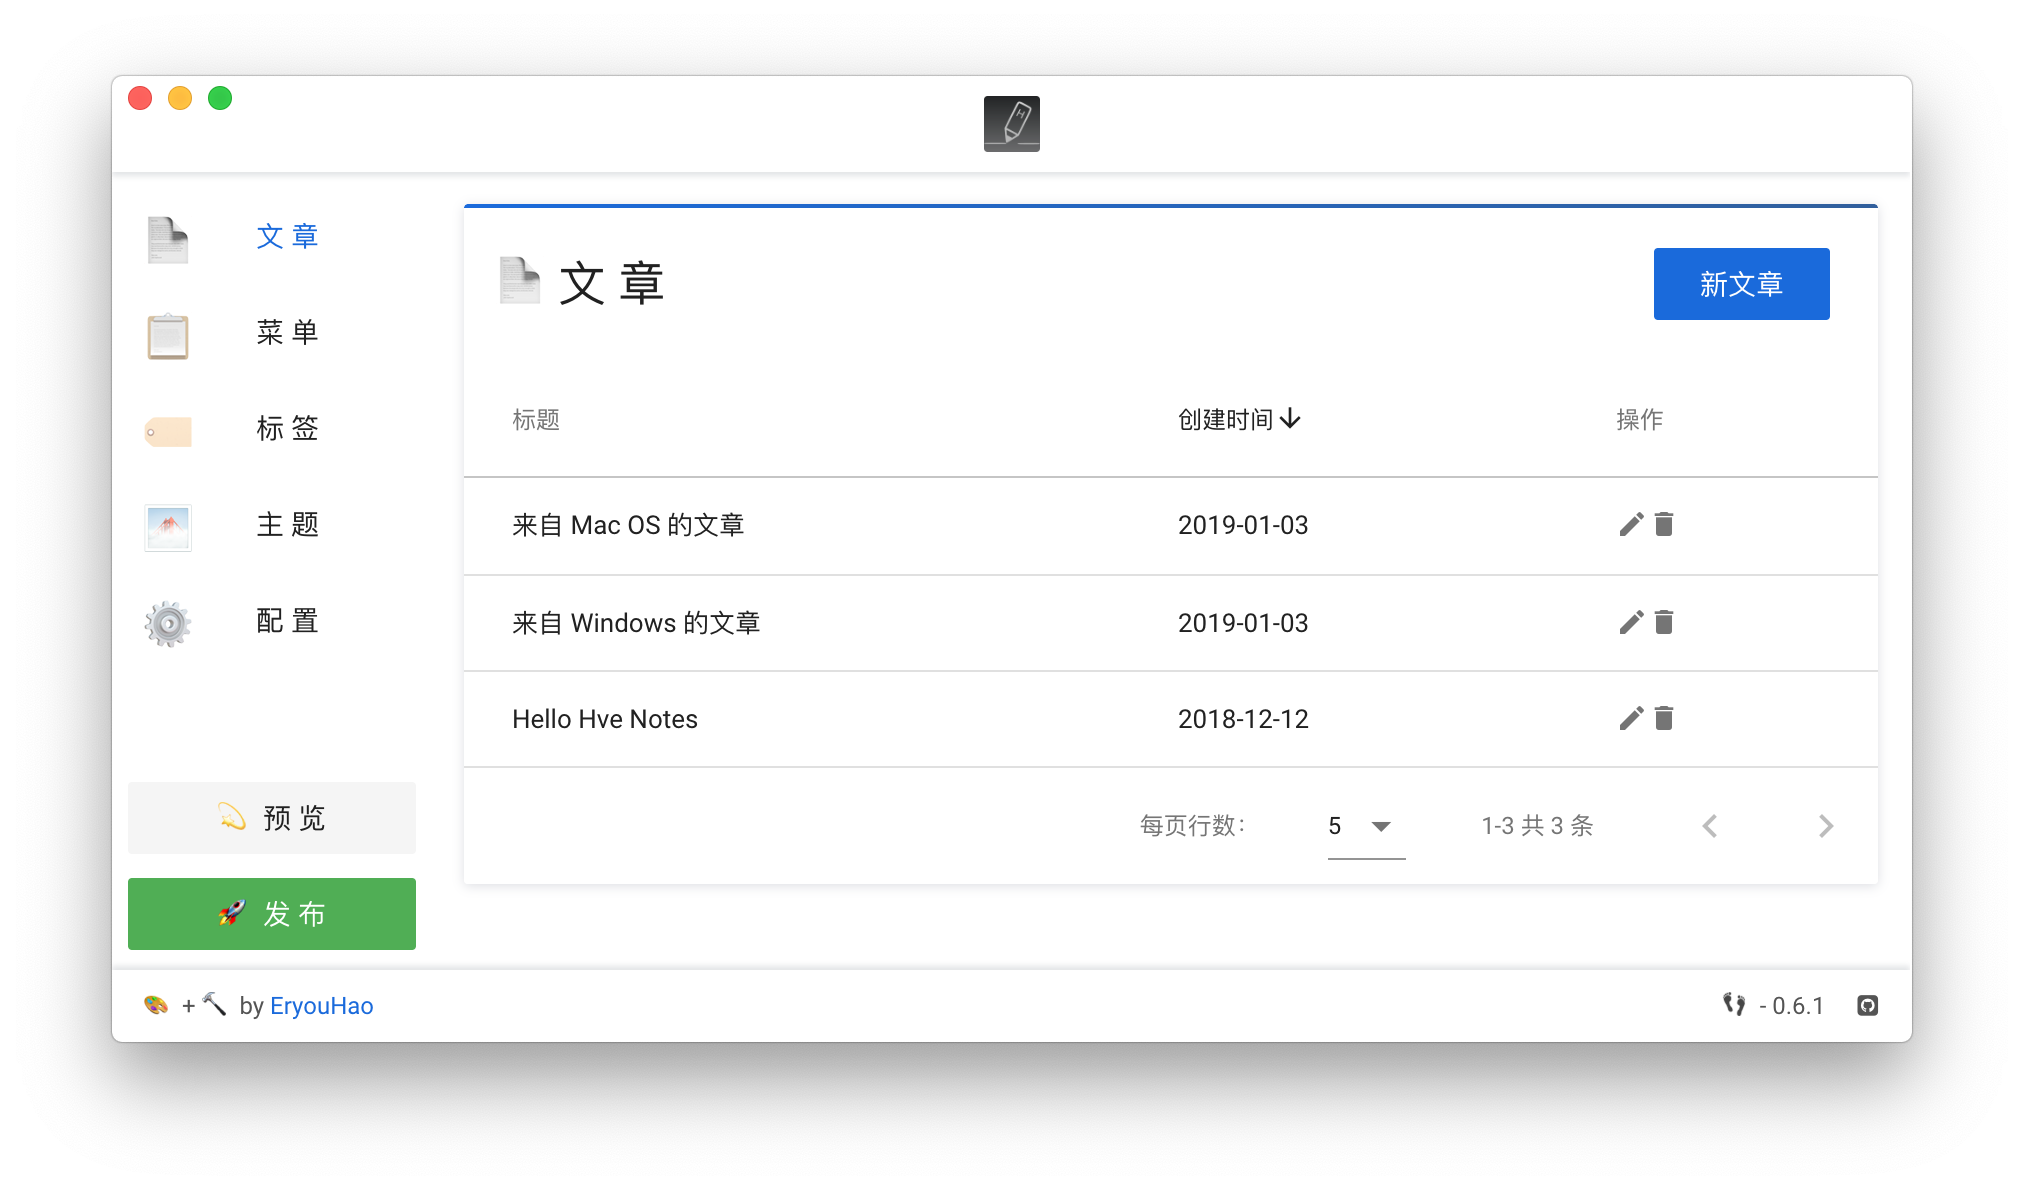 H
文 章
菜 单
标 签
主 题
配 置
预 览
发 布
文 章
新文章
标题 创建时间 操作
来自 Mac OS 的文章 2019-01-03
来自 Windows 的文章 2019-01-03
Hello Hve Notes 2018-12-12
每页行数: 5 1-3 共 3 条
+ by EryouHao
- 0.6.1